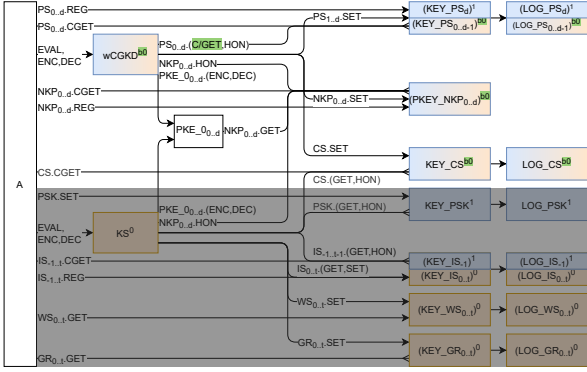 PS₀..d.REG
PS₁..d.SET
(KEY_PS_d)¹
(LOG_PS_d)¹
PS₀..d.CGET
(KEY_PS₀..d-1)ᵇ⁰
(LOG_PS₀..d-1)ᵇ⁰
PS₀..d.(C/GET,HON)
EVAL,
ENC,DEC
wCGKDᵇ⁰
NKP₀..d.HON
PKE_0₀..d.(ENC,DEC)
NKP₀..d.CGET
NKP₀..d.SET
(PKEY_NKP₀..d)ᵇ⁰
NKP₀..d.REG
PKE_0₀..d
NKP₀..d.GET
A
CS.SET
KEY_CSᵇ⁰
LOG_CSᵇ⁰
CS.CGET
CS.(GET,HON)
PSK.SET
KEY_PSK¹
LOG_PSK¹
PKE_0₀..d.(ENC,DEC)
PSK.(GET,HON)
EVAL,
ENC,DEC
KS⁰
NKP₀..d.HON
IS₋₁..t-1.(GET,HON)
IS₋₁..t.CGET
(KEY_IS₋₁)¹
(LOG_IS₋₁)¹
IS₋₁..t.REG
IS₀..t.(GET,SET)
(KEY_IS₀..t)⁰
(LOG_IS₀..t)⁰
WS₀..t.SET
(KEY_WS₀..t)⁰
(LOG_WS₀..t)⁰
WS₀..t.GET
GR₀..t.SET
(KEY_GR₀..t)⁰
(LOG_GR₀..t)⁰
GR₀..t.GET